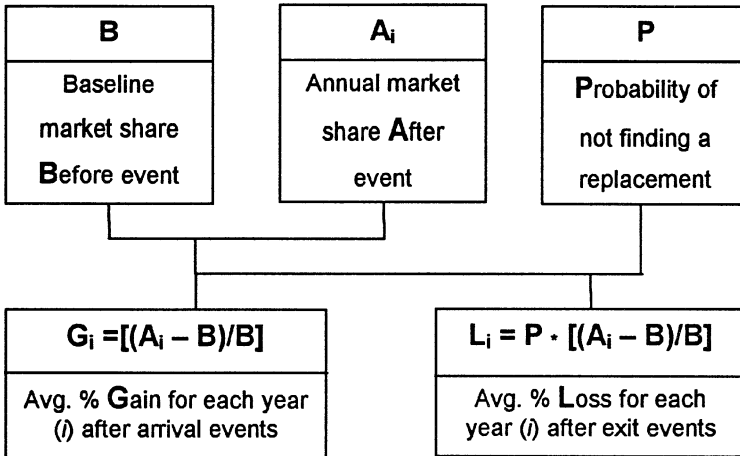 B
Baseline
market share
Before event
Ai
Annual market
share After
event
P
Probability of
not finding a
replacement
Gi =[(Ai – B)/B]
Avg. % Gain for each year
(i) after arrival events
Li = P * [(Ai – B)/B]
Avg. % Loss for each
year (i) after exit events